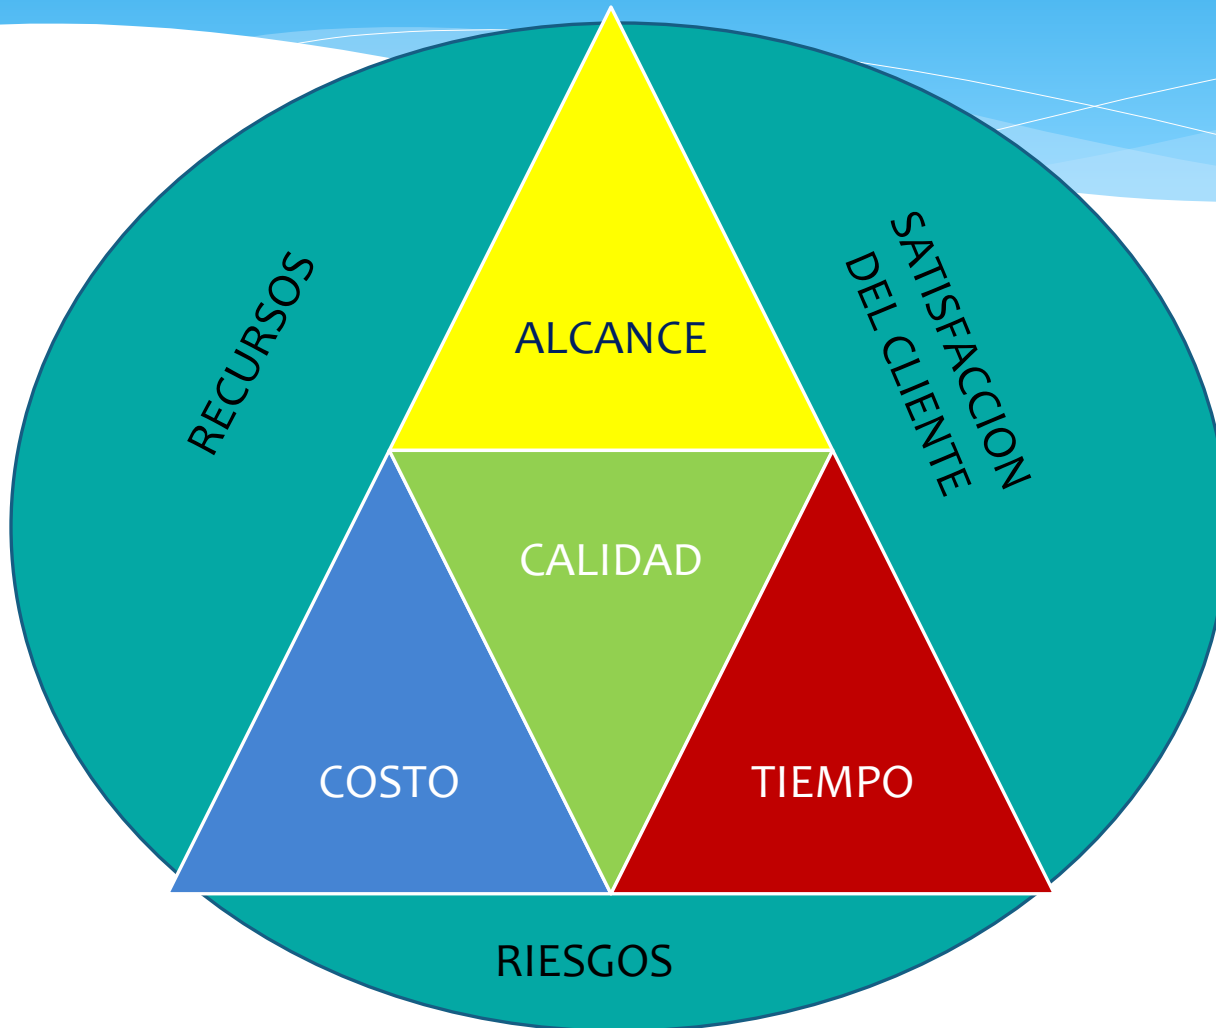 RECURSOS
SATISFACCION
DEL CLIENTE
ALCANCE
CALIDAD
COSTO
TIEMPO
RIESGOS